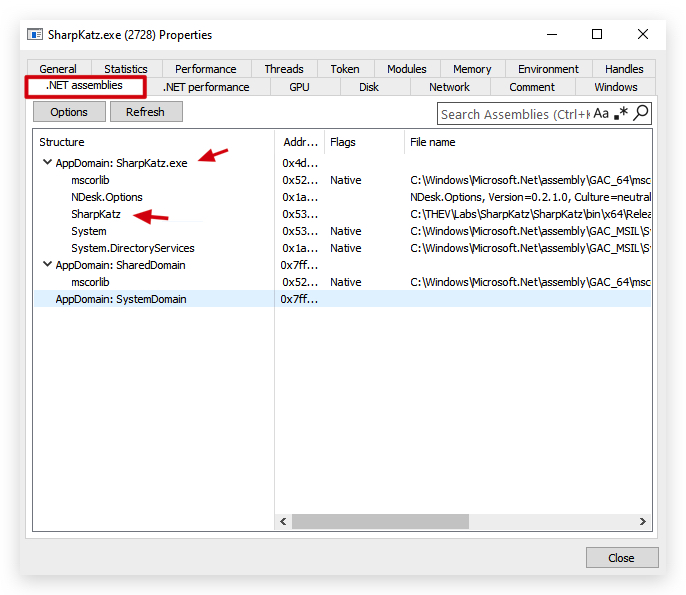 SharpKatz.exe (2728) Properties
General Statistics Performance Threads Token Modules Memory Environment Handles
.NET assemblies .NET performance GPU Disk Network Comment Windows
Options Refresh Search Assemblies (Ctrl+K Aa .*
Structure Addr... Flags File name
AppDomain: SharpKatz.exe 0x4d...
mscorlib 0x52... Native C:\Windows\Microsoft.Net\assembly\GAC_64\msc
NDesk.Options 0x1a... NDesk.Options, Version=0.2.1.0, Culture=neutral
SharpKatz 0x53... C:\THEV\Labs\SharpKatz\SharpKatz\bin\x64\Relea
System 0x53... Native C:\Windows\Microsoft.Net\assembly\GAC_MSIL\Sy
System.DirectoryServices 0x1a... Native C:\Windows\Microsoft.Net\assembly\GAC_MSIL\Sy
AppDomain: SharedDomain 0x7ff...
mscorlib 0x52... Native C:\Windows\Microsoft.Net\assembly\GAC_64\msc
AppDomain: SystemDomain 0x7ff...
Close